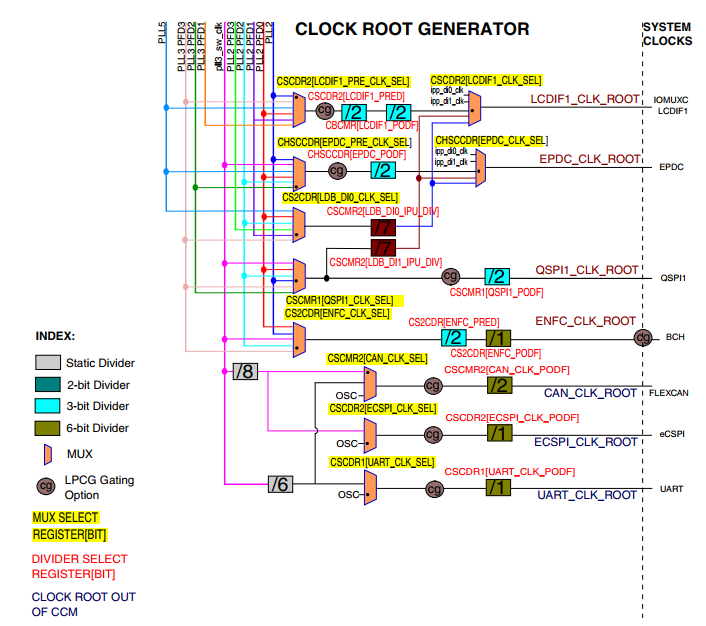 CLOCK ROOT GENERATOR
SYSTEM
CLOCKS
PLL5
PLL3 PFD3
PLL3 PFD2
PLL3 PFD1
pll3_sw_clk
PLL2 PFD3
PLL2 PFD2
PLL2 PFD1
PLL2 PFD0
PLL2
CSCDR2[LCDIF1_PRE_CLK_SEL]
CSCDR2[LCDIF1_CLK_SEL]
CSCDR2[LCDIF1_PRED]
ipp_di0_clk
ipp_di1_clk
LCDIF1_CLK_ROOT
IOMUXC
LCDIF1
cg
/2
/2
CBCMR[LCDIF1_PODF]
CHSCCDR[EPDC_PRE_CLK_SEL]
CHSCCDR[EPDC_CLK_SEL]
CHSCCDR[EPDC_PODF]
ipp_di0_clk
ipp_di1_clk
EPDC_CLK_ROOT
EPDC
cg
/2
CS2CDR[LDB_DI0_CLK_SEL]
CSCMR2[LDB_DI0_IPU_DIV]
/7
/7
CSCMR2[LDB_DI1_IPU_DIV]
QSPI1_CLK_ROOT
cg
/2
QSPI1
CSCMR1[QSPI1_PODF]
CSCMR1[QSPI1_CLK_SEL]
CS2CDR[ENFC_CLK_SEL]
CS2CDR[ENFC_PRED]
ENFC_CLK_ROOT
/2
/1
cg
BCH
CS2CDR[ENFC_PODF]
INDEX:
Static Divider
2-bit Divider
3-bit Divider
6-bit Divider
MUX
cg
LPCG Gating
Option
MUX SELECT
REGISTER[BIT]
DIVIDER SELECT
REGISTER[BIT]
CLOCK ROOT OUT
OF CCM
CSCMR2[CAN_CLK_SEL]
CSCMR2[CAN_CLK_PODF]
/8
cg
/2
OSC
CAN_CLK_ROOT
FLEXCAN
CSCDR2[ECSPI_CLK_SEL]
CSCDR2[ECSPI_CLK_PODF]
cg
/1
eCSPI
OSC
ECSPI_CLK_ROOT
CSCDR1[UART_CLK_SEL]
CSCDR1[UART_CLK_PODF]
/6
cg
/1
UART
OSC
UART_CLK_ROOT